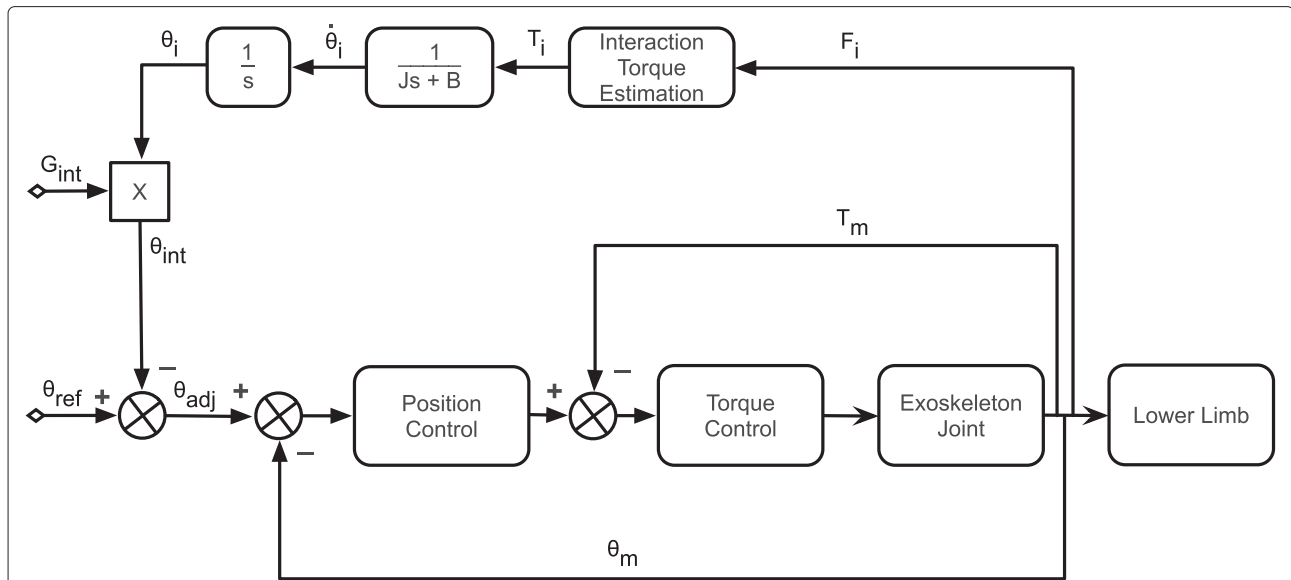 θi
1
s
θ̇i
1
Js + B
Ti
Interaction
Torque
Estimation
Fi
Gint
X
θint
Tm
−
−
θref
+
θadj
+
−
Position
Control
+
Torque
Control
Exoskeleton
Joint
Lower Limb
θm